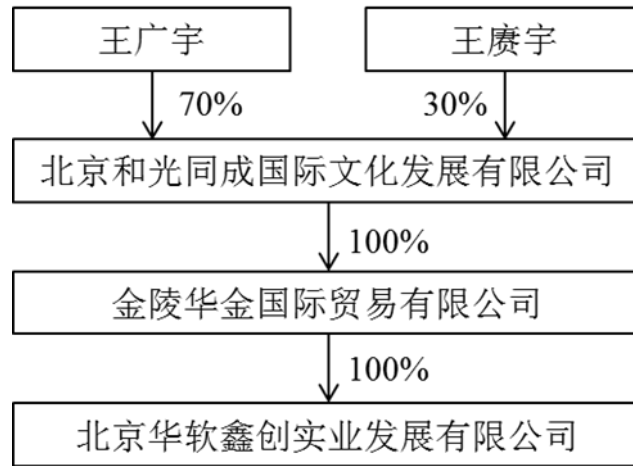 王广宇 王赓宇
70% 30%
北京和光同成国际文化发展有限公司
100%
金陵华金国际贸易有限公司
100%
北京华软鑫创实业发展有限公司